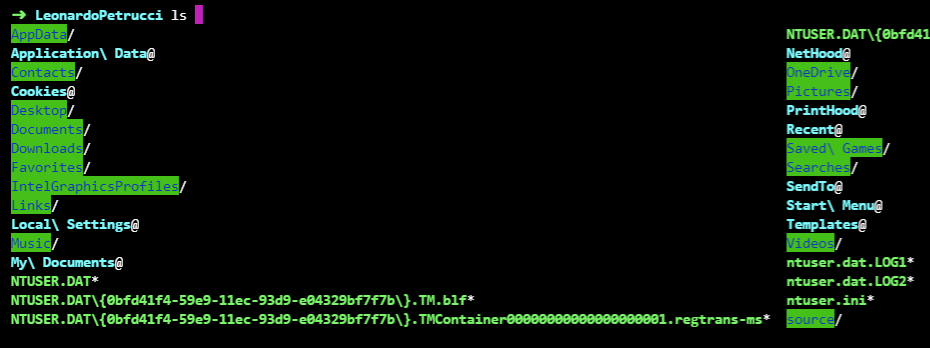 ➜ LeonardoPetrucci ls
AppData/
Application\ Data@
Contacts/
Cookies@
Desktop/
Documents/
Downloads/
Favorites/
IntelGraphicsProfiles/
Links/
Local\ Settings@
Music/
My\ Documents@
NTUSER.DAT*
NTUSER.DAT\{0bfd41f4-59e9-11ec-93d9-e04329bf7f7b\}.TM.blf*
NTUSER.DAT\{0bfd41f4-59e9-11ec-93d9-e04329bf7f7b\}.TMContainer00000000000000000001.regtrans-ms*
NTUSER.DAT\{0bfd41
NetHood@
OneDrive/
Pictures/
PrintHood@
Recent@
Saved\ Games/
Searches/
SendTo@
Start\ Menu@
Templates@
Videos/
ntuser.dat.LOG1*
ntuser.dat.LOG2*
ntuser.ini*
source/